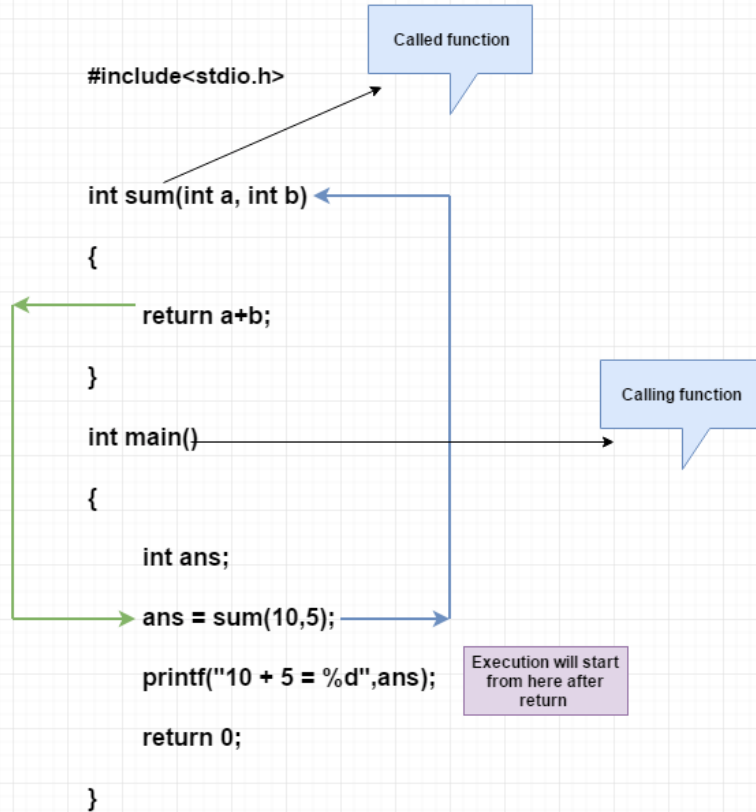 Called function
#include<stdio.h>
int sum(int a, int b)
{
return a+b;
}
Calling function
int main()
{
int ans;
ans = sum(10,5);
printf("10 + 5 = %d",ans);
Execution will start
from here after
return
return 0;
}